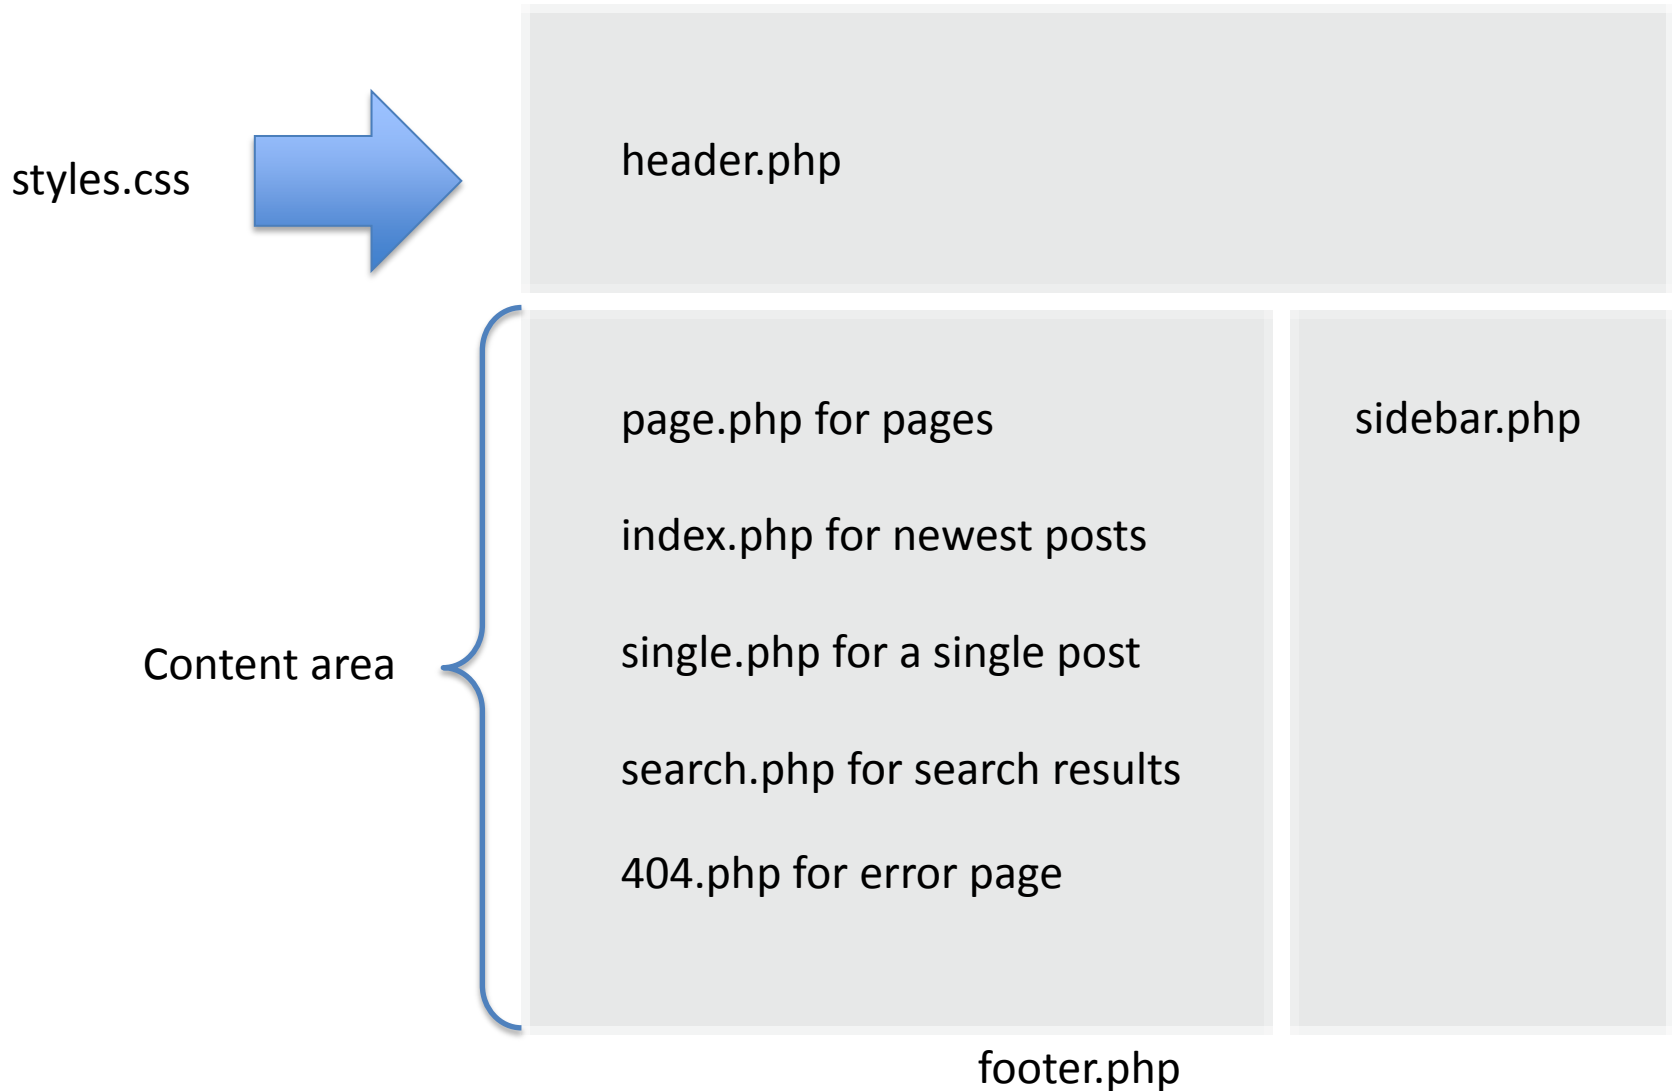 styles.css
header.php
page.php for pages
sidebar.php
index.php for newest posts
single.php for a single post
Content area
search.php for search results
404.php for error page
footer.php